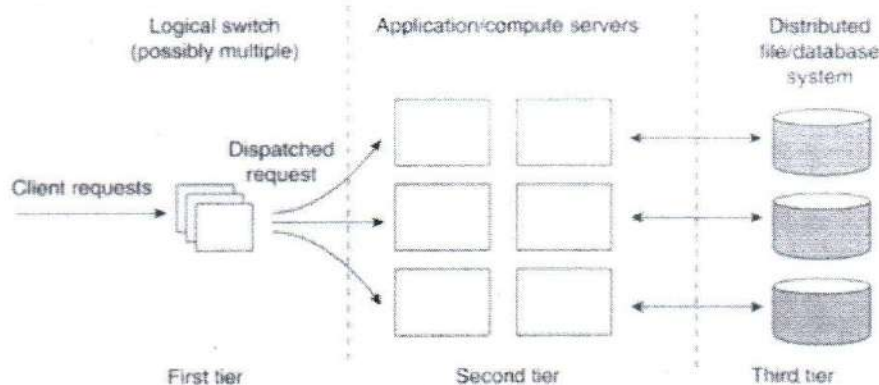 Logical switch
(possibly multiple)
Application/compute servers
Distributed
file/database
system
Dispatched
request
Client requests
First tier
Second tier
Third tier